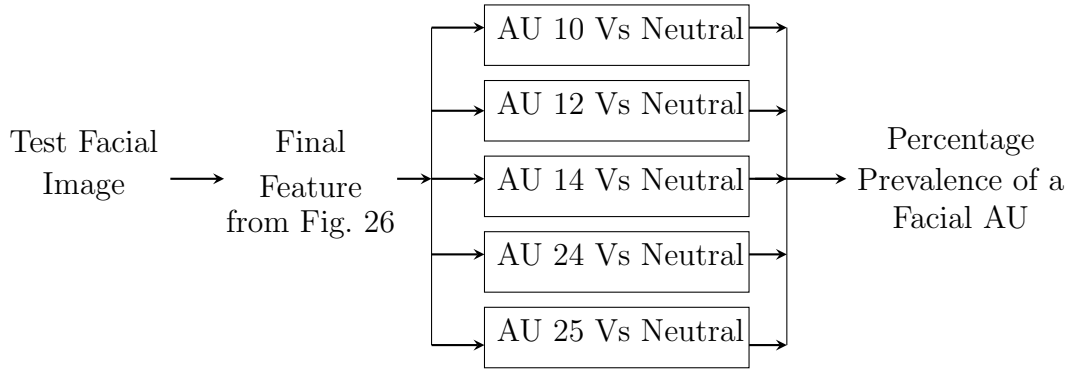 Test Facial
Image
Final
Feature
from Fig. 26
AU 10 Vs Neutral
AU 12 Vs Neutral
AU 14 Vs Neutral
AU 24 Vs Neutral
AU 25 Vs Neutral
Percentage
Prevalence of a
Facial AU